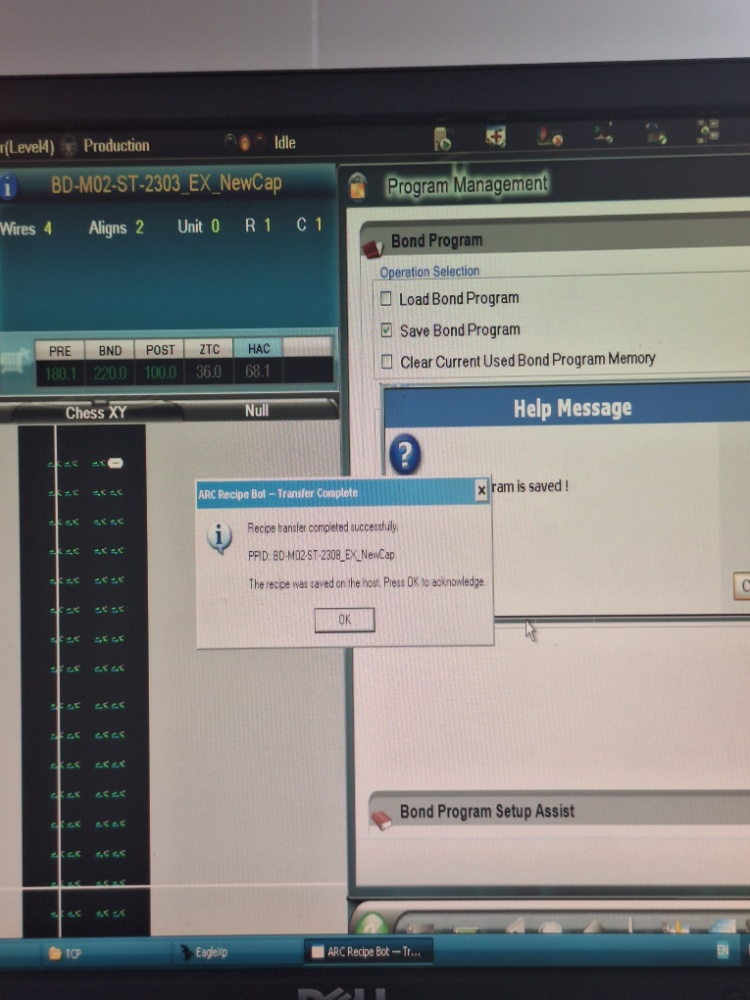 r(Level4) Production Idle
BD-M02-ST-2303_EX_NewCap
Wires 4 Aligns 2 Unit 0 R 1 C 1
PRE BND POST ZTC HAC
180.1 220.0 100.0 36.0 68.1
Chess XY Null
Program Management
Bond Program
Operation Selection
Load Bond Program
Save Bond Program
Clear Current Used Bond Program Memory
Help Message
?
ram is saved !
ARC Recipe Bot – Transfer Complete x
Recipe transfer completed successfully.
PPID: BD-M02-ST-2308_EX_NewCap
The recipe was saved on the host. Press OK to acknowledge.
OK
Bond Program Setup Assist
TCP EagleXp ARC Recipe Bot — Tr... EN